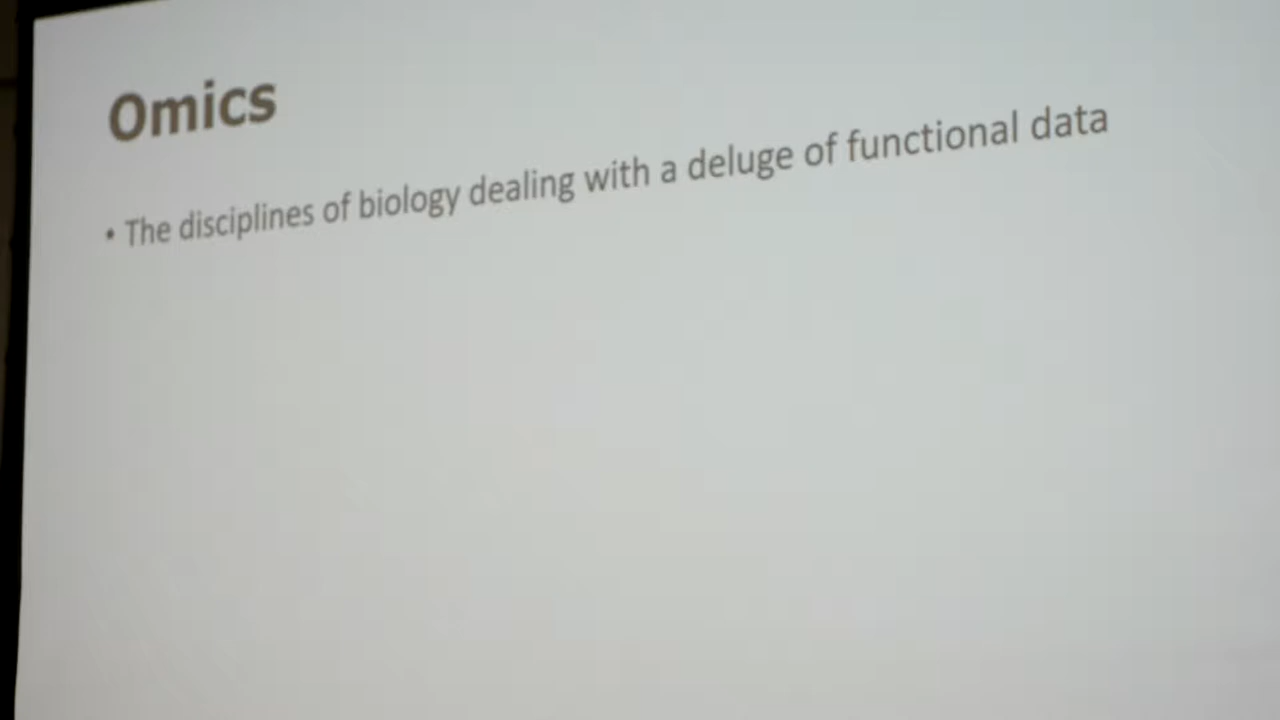 Omics
• The disciplines of biology dealing with a deluge of functional data